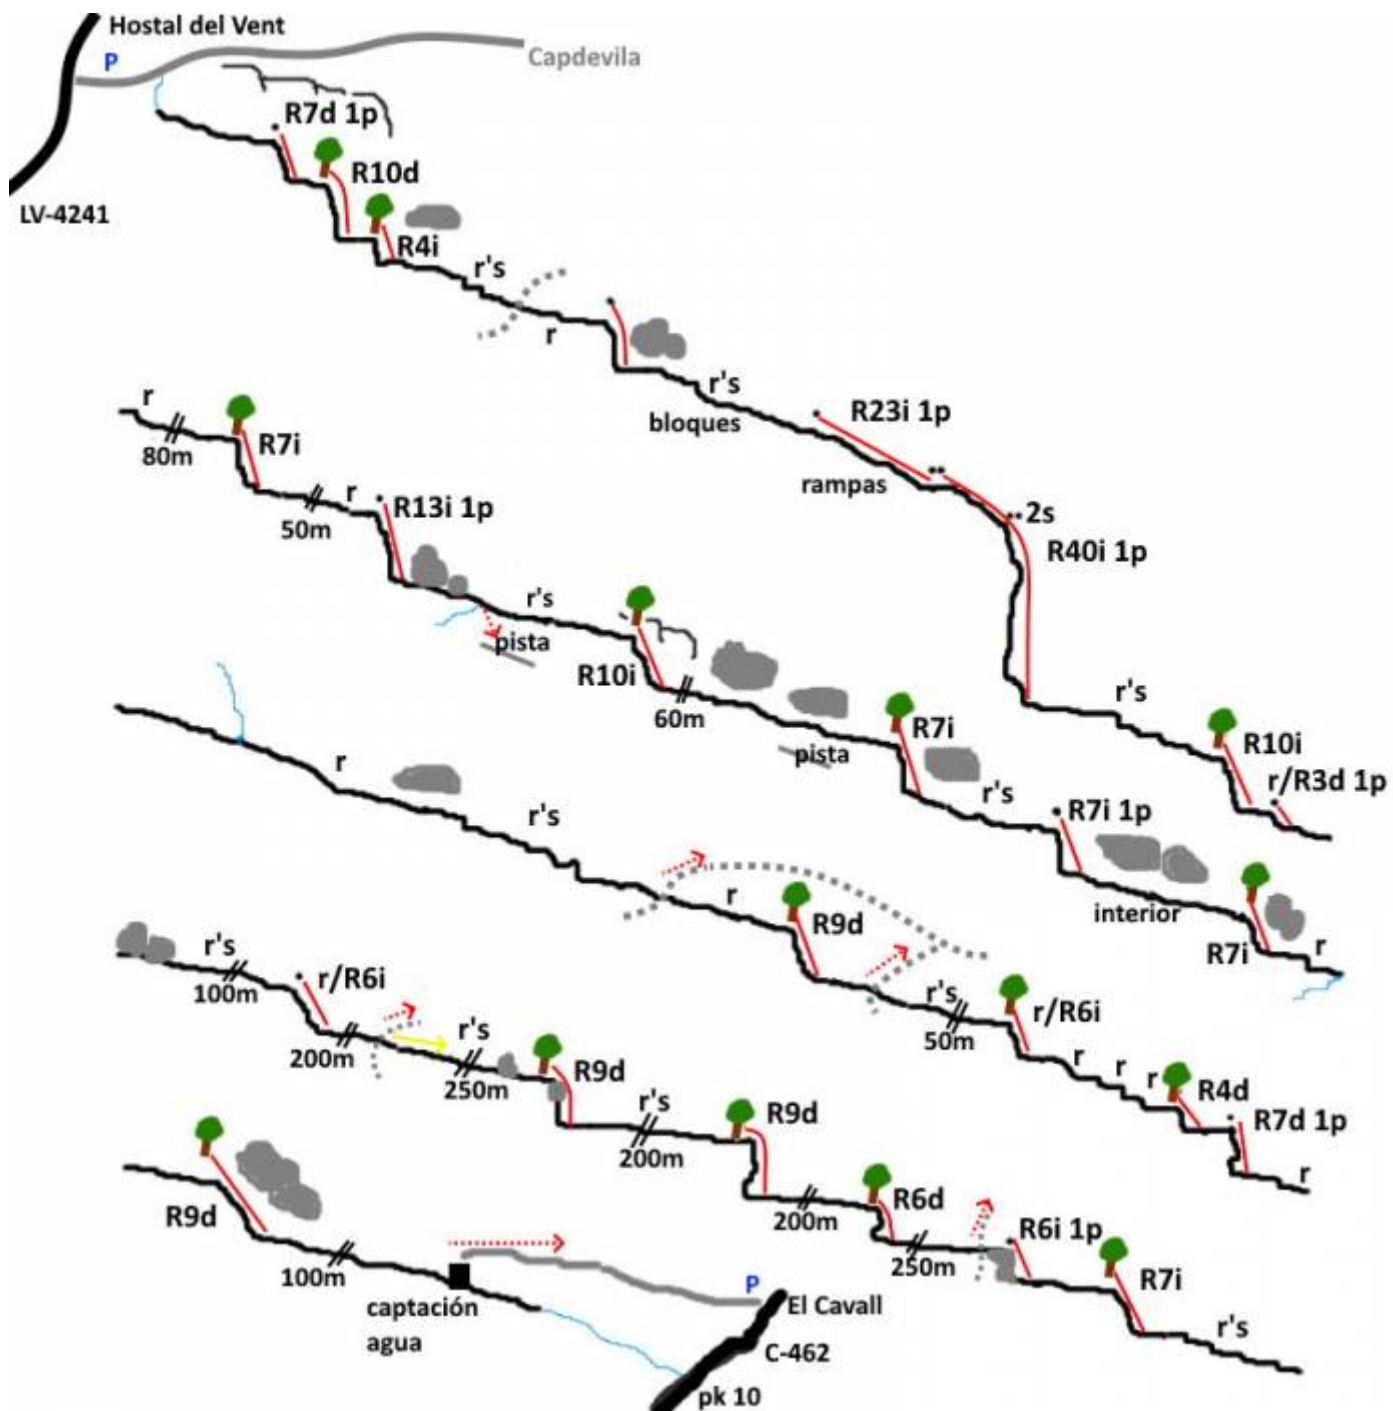 Hostal del Vent
P
Capdevila
R7d 1p
R10d
LV-4241
R4i
r's
r
r's
bloques
R23i 1p
rampas
2s
R40i 1p
r's
R10i
r/R3d 1p
r
80m
R7i
50m
r
R13i 1p
r's
pista
R10i
60m
pista
R7i
r's
R7i 1p
interior
R7i
r
r
r's
r
R9d
r's
50m
r/R6i
r
r
r
R4d
R7d 1p
r
r's
100m
r/R6i
200m
r's
250m
R9d
r's
200m
R9d
200m
R6d
250m
R6i 1p
R7i
r's
R9d
100m
captación
agua
P
El Cavall
C-462
pk 10